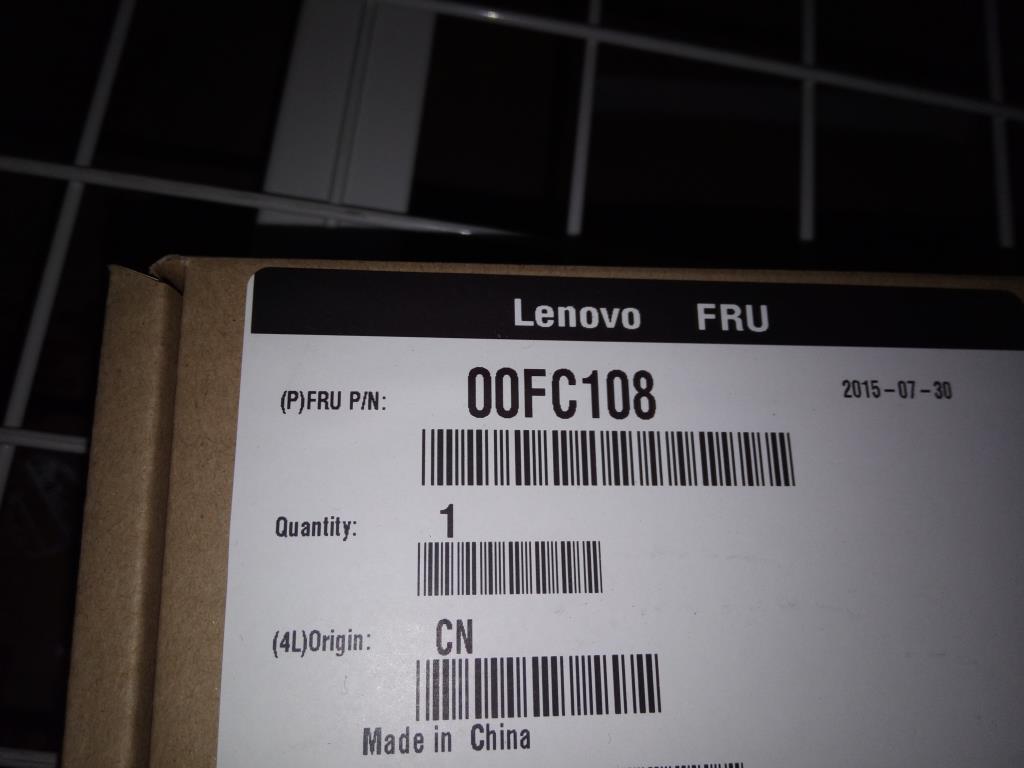 Lenovo FRU
(P)FRU P/N: 00FC108 2015-07-30
Quantity: 1
(4L)Origin: CN
Made in China